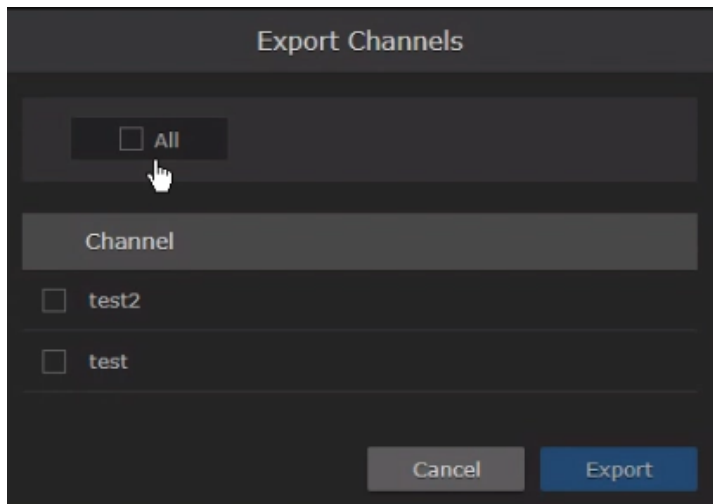 Export Channels
All
Channel
test2
test
Cancel Export